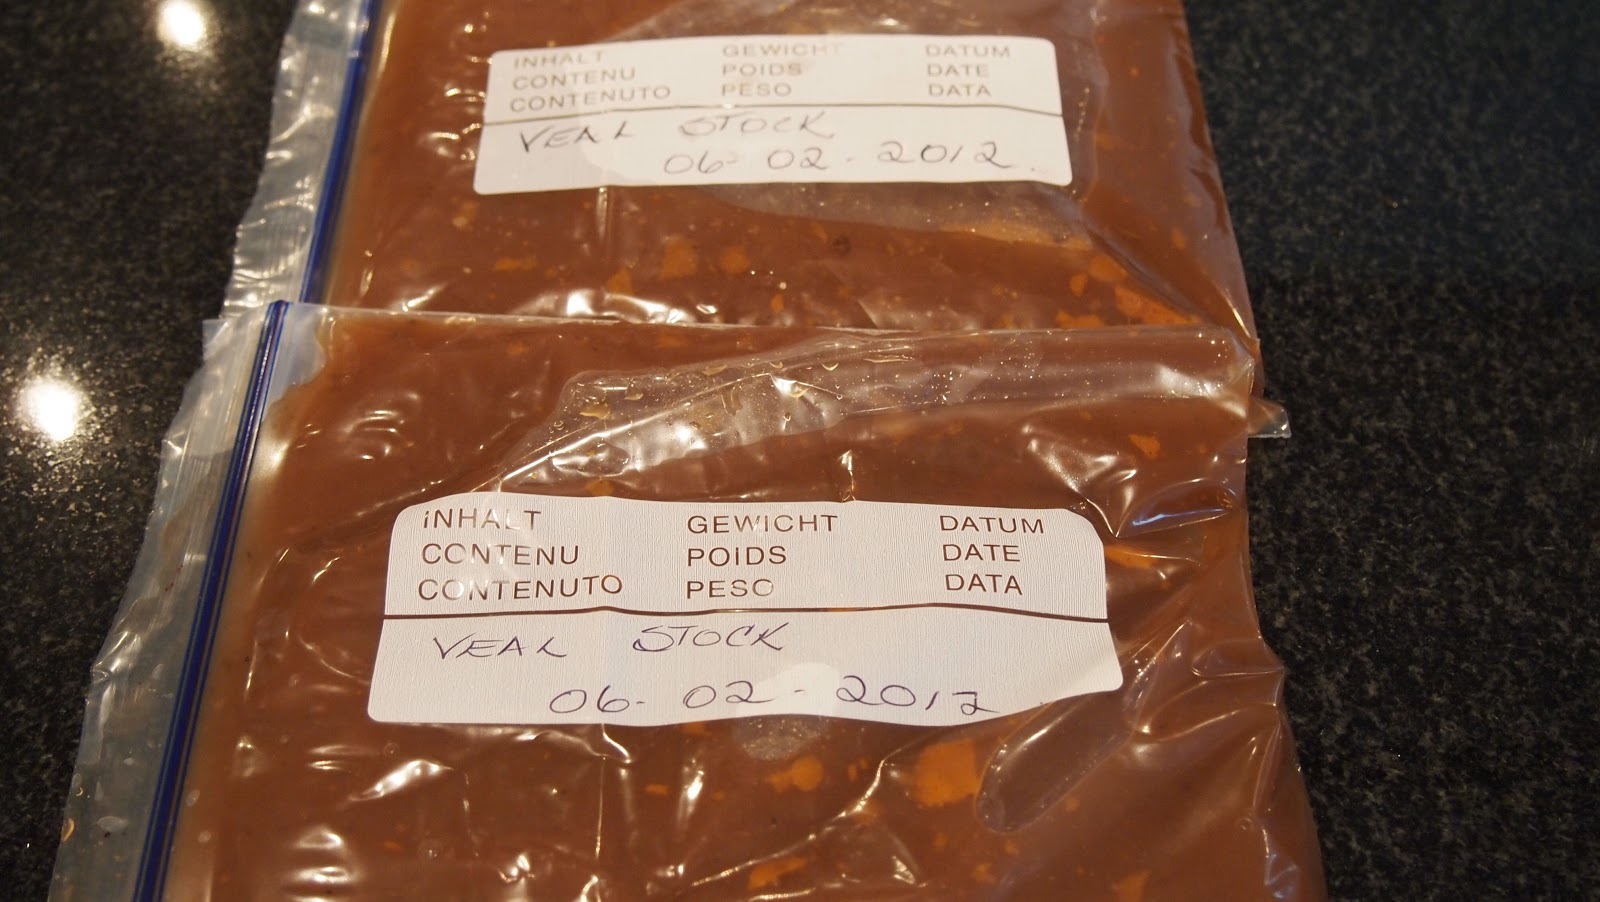 INHALT GEWICHT DATUM
CONTENU POIDS DATE
CONTENUTO PESO DATA
VEAL STOCK
06-02-2012.
INHALT GEWICHT DATUM
CONTENU POIDS DATE
CONTENUTO PESO DATA
VEAL STOCK
06-02-2012